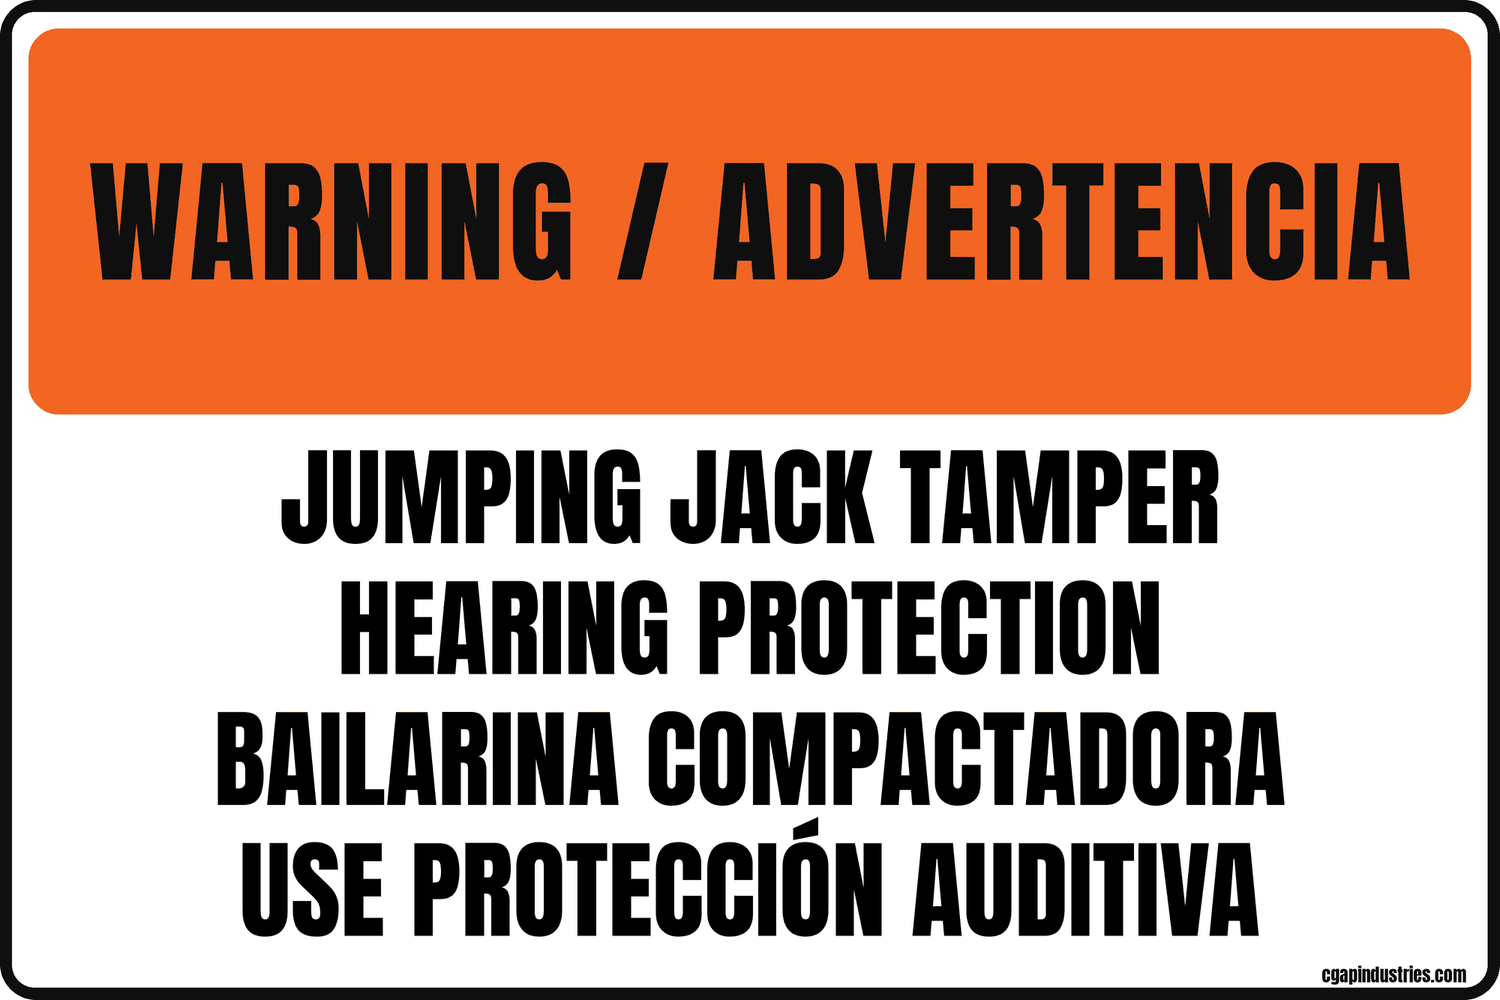 WARNING / ADVERTENCIA
JUMPING JACK TAMPER
HEARING PROTECTION
BAILARINA COMPACTADORA
USE PROTECCIÓN AUDITIVA
cgapindustries.com